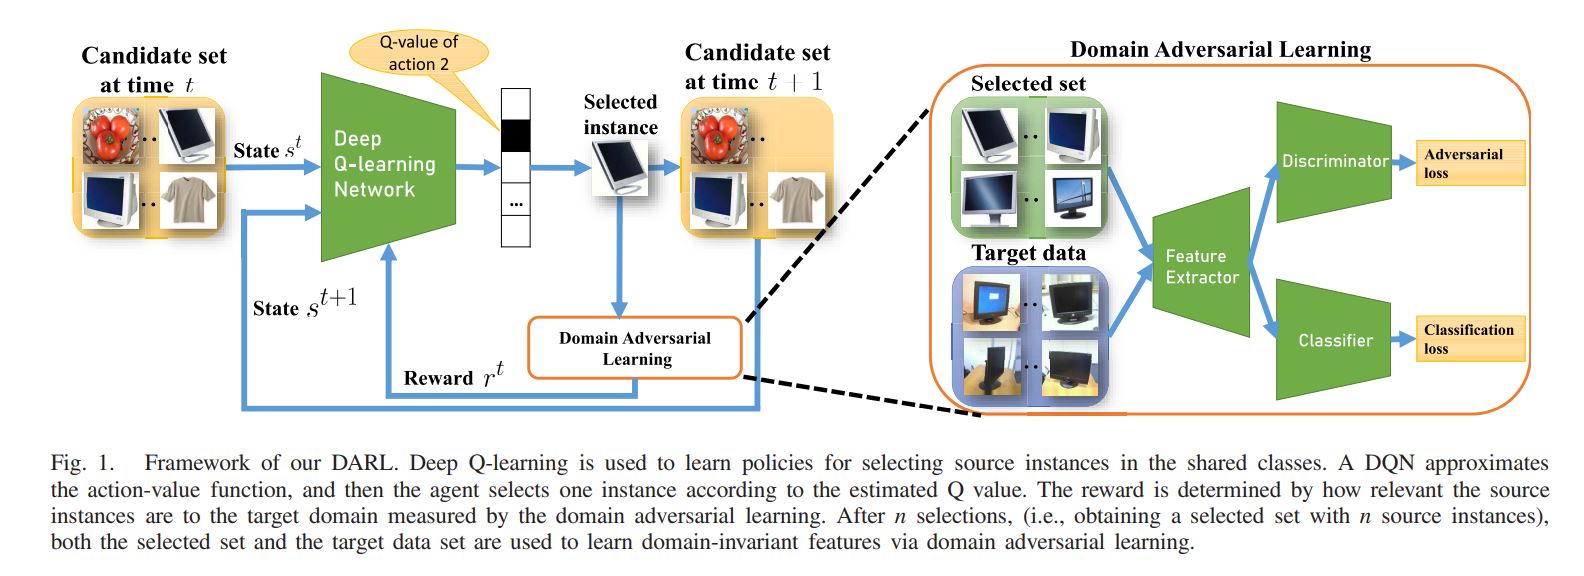 Candidate set
at time t
State s^t
Deep
Q-learning
Network
Q-value of
action 2
...
Selected
instance
Candidate set
at time t + 1
State s^{t+1}
Reward r^t
Domain Adversarial
Learning
Domain Adversarial Learning
Selected set
Target data
Feature
Extractor
Discriminator
Adversarial
loss
Classifier
Classification
loss
Fig. 1. Framework of our DARL. Deep Q-learning is used to learn policies for selecting source instances in the shared classes. A DQN approximates
the action-value function, and then the agent selects one instance according to the estimated Q value. The reward is determined by how relevant the source
instances are to the target domain measured by the domain adversarial learning. After n selections, (i.e., obtaining a selected set with n source instances),
both the selected set and the target data set are used to learn domain-invariant features via domain adversarial learning.